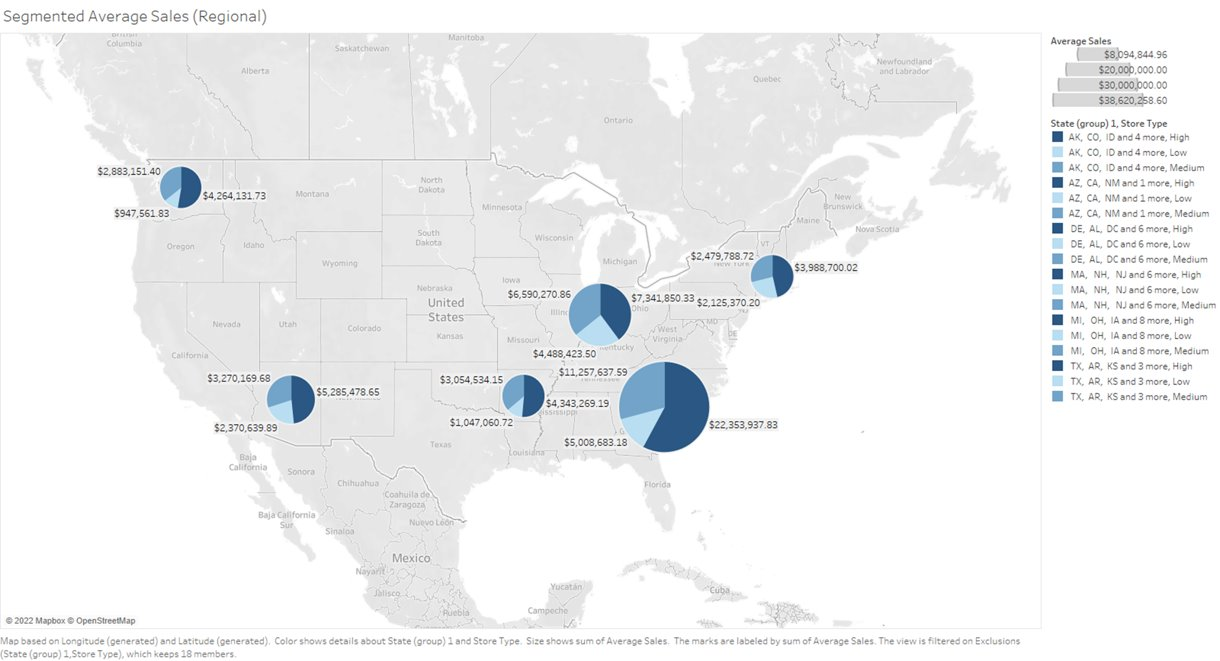 Segmented Average Sales (Regional)
British
Columbia
Alberta
Saskatchewan
Manitoba
Ontario
Quebec
Newfoundland
and Labrador
New
Brunswick
Nova Scotia
Maine
VT
$2,883,151.40
$4,264,131.73
$947,561.83
Montana
North
Dakota
Minnesota
Oregon
Idaho
Wyoming
South
Dakota
Wisconsin
Michigan
$2,479,788.72
New York
$3,988,700.02
$2,125,370.20
Nebraska
Iowa
$6,590,270.86
$7,341,850.33
Ohio
NJ
MD
DE
United
States
Nevada
Utah
Colorado
Kansas
Missouri
West
Virginia
Kentucky
$4,488,423.50
California
$3,270,169.68
$5,285,478.65
$2,370,639.89
$3,054,534.15
$4,343,269.19
$1,047,060.72
$11,257,637.59
Tennessee
Mississippi
$5,008,683.18
$22,353,937.83
Texas
Louisiana
Florida
Baja
California
Sonora
Chihuahua
Coahuila de
Zaragoza
Nuevo León
Baja California
Sur
Sinaloa
Mexico
Nayarit
Jalisco
Puebla
Yucatán
Campeche
Cuba
© 2022 Mapbox © OpenStreetMap
Average Sales
$8,094,844.96
$20,000,000.00
$30,000,000.00
$38,620,258.60
State (group) 1, Store Type
AK, CO, ID and 4 more, High
AK, CO, ID and 4 more, Low
AK, CO, ID and 4 more, Medium
AZ, CA, NM and 1 more, High
AZ, CA, NM and 1 more, Low
AZ, CA, NM and 1 more, Medium
DE, AL, DC and 6 more, High
DE, AL, DC and 6 more, Low
DE, AL, DC and 6 more, Medium
MA, NH, NJ and 6 more, High
MA, NH, NJ and 6 more, Low
MA, NH, NJ and 6 more, Medium
MI, OH, IA and 8 more, High
MI, OH, IA and 8 more, Low
MI, OH, IA and 8 more, Medium
TX, AR, KS and 3 more, High
TX, AR, KS and 3 more, Low
TX, AR, KS and 3 more, Medium
Map based on Longitude (generated) and Latitude (generated). Color shows details about State (group) 1 and Store Type. Size shows sum of Average Sales. The marks are labeled by sum of Average Sales. The view is filtered on Exclusions
(State (group) 1,Store Type), which keeps 18 members.